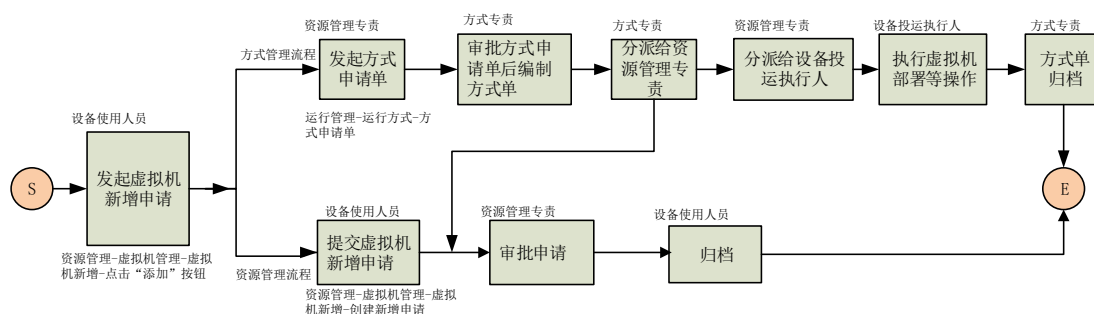 资源管理专责
方式专责
方式专责
资源管理专责
设备投运执行人
方式专责
方式管理流程
发起方式
申请单
审批方式申
请单后编制
方式单
分派给资
源管理专
责
分派给设备投
运执行人
执行虚拟机
部署等操作
方式单
归档
运行管理-运行方式-方
式申请单
设备使用人员
S
发起虚拟机
新增申请
资源管理-虚拟机管理-虚拟
机新增-点击“添加”按钮
E
设备使用人员
资源管理专责
设备使用人员
资源管理流程
提交虚拟机
新增申请
审批申请
归档
资源管理-虚拟机管理-虚拟
机新增-创建新增申请